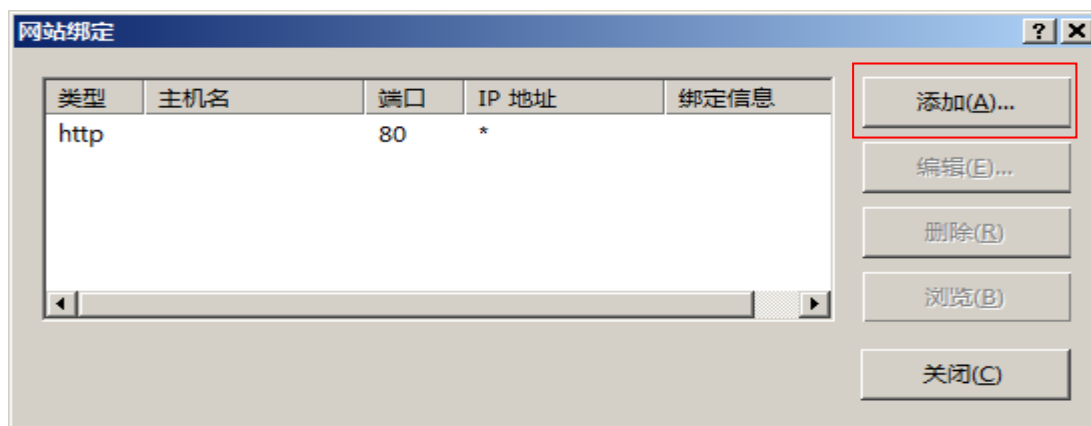 网站绑定
类型 主机名 端口 IP 地址 绑定信息
http 80 *
添加(A)...
编辑(E)...
删除(R)
浏览(B)
关闭(C)